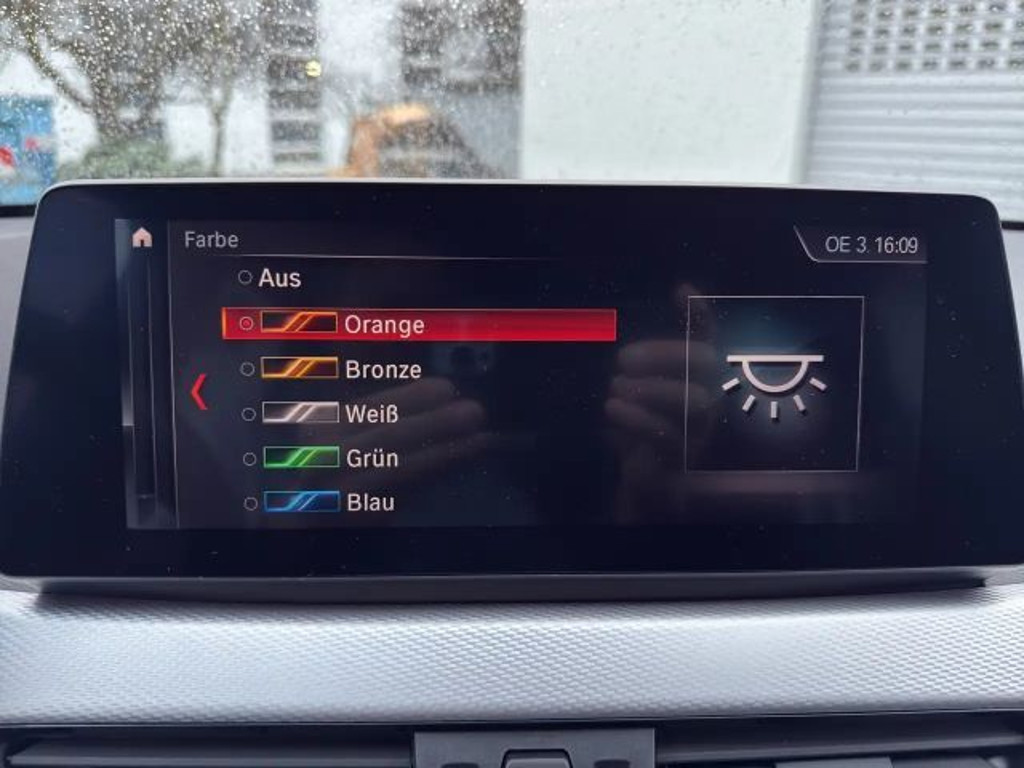 Farbe
OE 3. 16:09
Aus
Orange
Bronze
Weiß
Grün
Blau